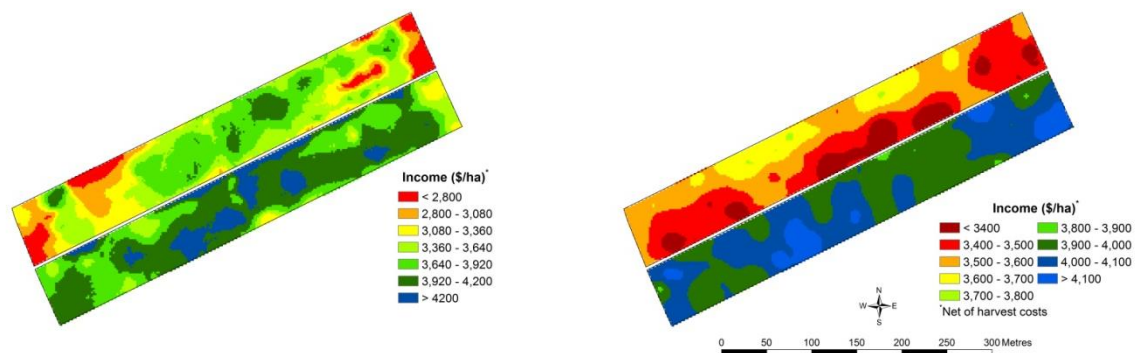 Income ($/ha)*
< 2,800
2,800 - 3,080
3,080 - 3,360
3,360 - 3,640
3,640 - 3,920
3,920 - 4,200
> 4200
Income ($/ha)*
< 3400
3,400 - 3,500
3,500 - 3,600
3,600 - 3,700
3,700 - 3,800
3,800 - 3,900
3,900 - 4,000
4,000 - 4,100
> 4,100
*Net of harvest costs
N
W E
S
0 50 100 150 200 250 300 Metres